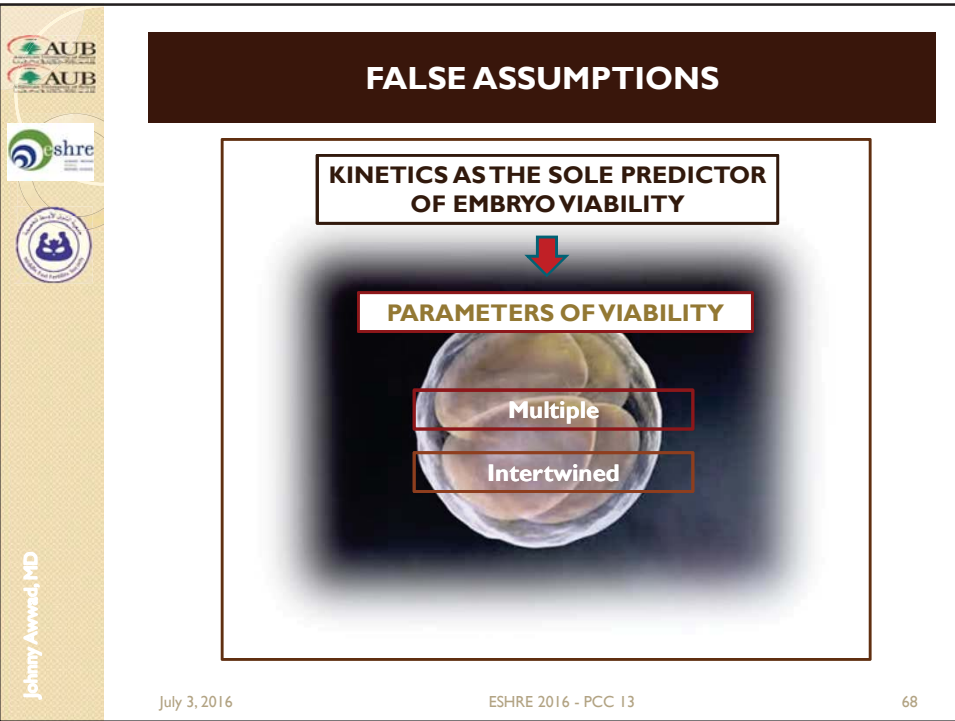 AUB
AUB
eshre
Johnny Awwad, MD
FALSE ASSUMPTIONS
KINETICS AS THE SOLE PREDICTOR
OF EMBRYO VIABILITY
PARAMETERS OF VIABILITY
Multiple
Intertwined
July 3, 2016
ESHRE 2016 - PCC 13
68